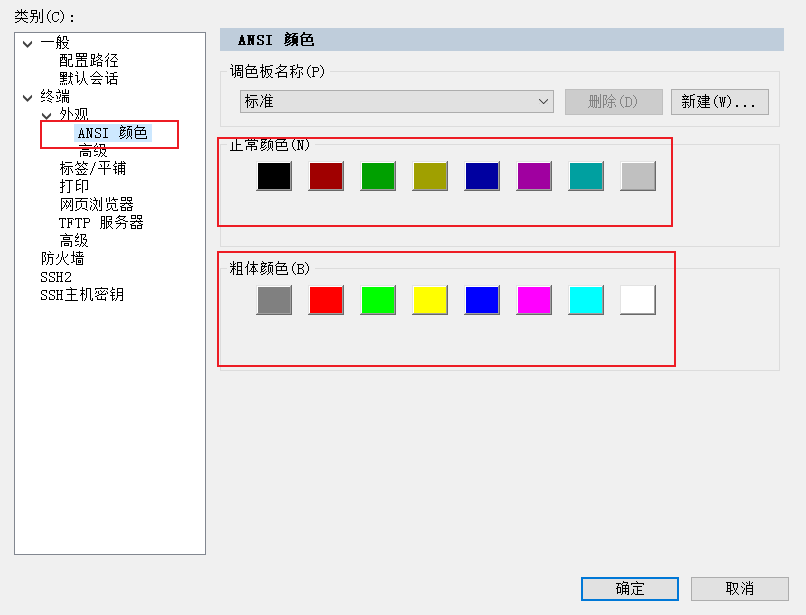 类别(C):
一般
配置路径
默认会话
终端
外观
ANSI 颜色
高级
标签/平铺
打印
网页浏览器
TFTP 服务器
高级
防火墙
SSH2
SSH主机密钥
ANSI 颜色
调色板名称(P)
标准
删除(D)
新建(W)...
正常颜色(N)
粗体颜色(B)
确定
取消